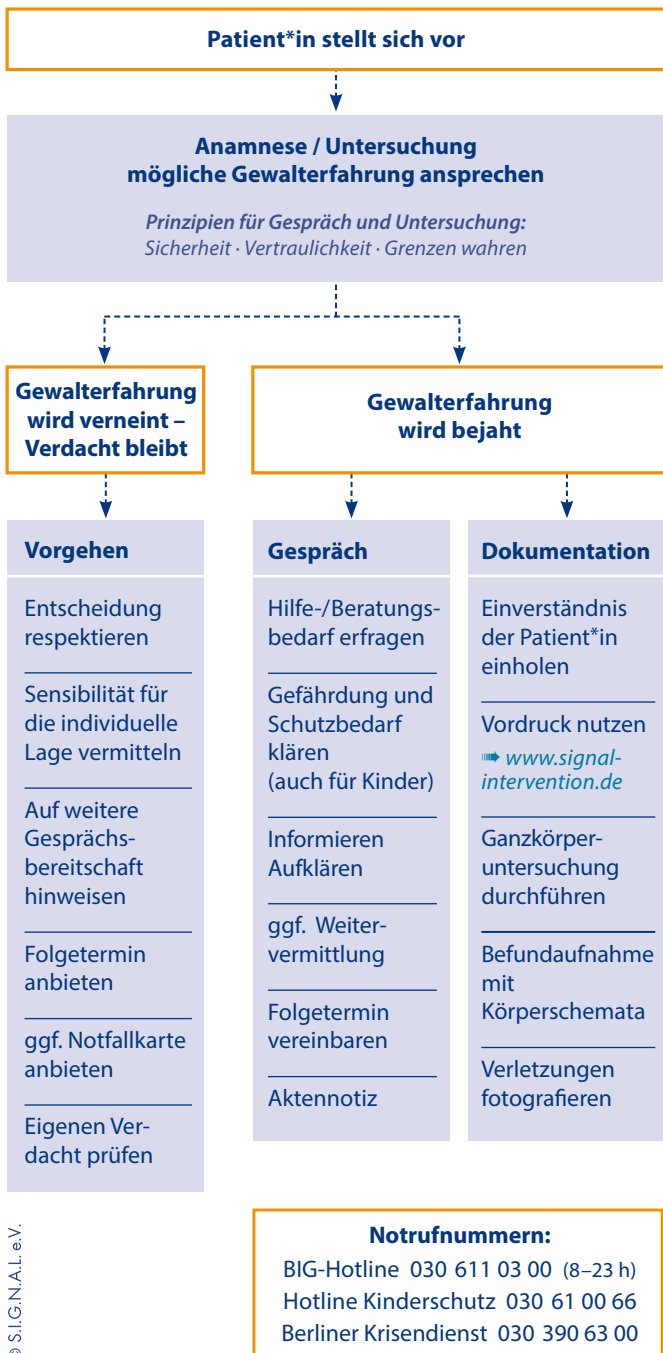 Patient*in stellt sich vor
Anamnese / Untersuchung
mögliche Gewalterfahrung ansprechen
Prinzipien für Gespräch und Untersuchung:
Sicherheit · Vertraulichkeit · Grenzen wahren
Gewalterfahrung
wird verneint –
Verdacht bleibt
Gewalterfahrung
wird bejaht
Vorgehen
Entscheidung
respektieren
Sensibilität für
die individuelle
Lage vermitteln
Auf weitere
Gesprächs-
bereitschaft
hinweisen
Folgetermin
anbieten
ggf. Notfallkarte
anbieten
Eigenen Ver-
dacht prüfen
Gespräch
Hilfe-/Beratungs-
bedarf erfragen
Gefährdung und
Schutzbedarf
klären
(auch für Kinder)
Informieren
Aufklären
ggf. Weiter-
vermittlung
Folgetermin
vereinbaren
Aktennotiz
Dokumentation
Einverständnis
der Patient*in
einholen
Vordruck nutzen
➠ www.signal-
intervention.de
Ganzkörper-
untersuchung
durchführen
Befundaufnahme
mit
Körperschemata
Verletzungen
fotografieren
Notrufnummern:
BIG-Hotline 030 611 03 00 (8–23 h)
Hotline Kinderschutz 030 61 00 66
Berliner Krisendienst 030 390 63 00
© S.I.G.N.A.L. e.V.